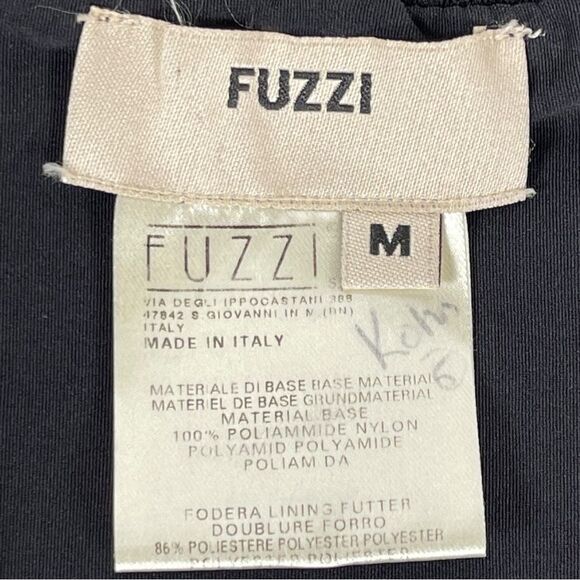 FUZZI
M
FUZZI
VIA DEGLI IPPOCASTANI 388
47842 S.GIOVANNI IN M.(RN)
ITALY
MADE IN ITALY
MATERIALE DI BASE BASE MATERIAL
MATERIEL DE BASE GRUNDMATERIAL
MATERIAL BASE
100% POLIAMMIDE NYLON
POLYAMID POLYAMIDE
POLIAM DA
FODERA LINING FUTTER
DOUBLURE FORRO
86% POLIESTERE POLYESTER POLYESTER